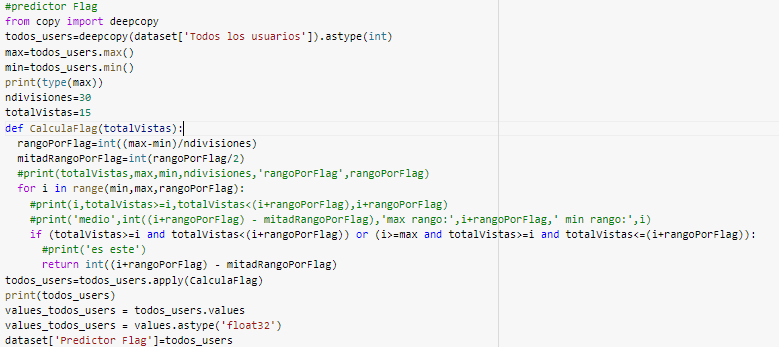 #predictor Flag
from copy import deepcopy
todos_users=deepcopy(dataset['Todos los usuarios']).astype(int)
max=todos_users.max()
min=todos_users.min()
print(type(max))
ndivisiones=30
totalVistas=15
def CalculaFlag(totalVistas):
  rangoPorFlag=int((max-min)/ndivisiones)
  mitadRangoPorFlag=int(rangoPorFlag/2)
  #print(totalVistas,max,min,ndivisiones,'rangoPorFlag',rangoPorFlag)
  for i in range(min,max,rangoPorFlag):
    #print(i,totalVistas>=i,totalVistas<(i+rangoPorFlag),i+rangoPorFlag)
    #print('medio',int((i+rangoPorFlag) - mitadRangoPorFlag),'max rango:',i+rangoPorFlag,' min rango:',i)
    if (totalVistas>=i and totalVistas<(i+rangoPorFlag)) or (i>=max and totalVistas>=i and totalVistas<=(i+rangoPorFlag)):
      #print('es este')
      return int((i+rangoPorFlag) - mitadRangoPorFlag)
todos_users=todos_users.apply(CalculaFlag)
print(todos_users)
values_todos_users = todos_users.values
values_todos_users = values.astype('float32')
dataset['Predictor Flag']=todos_users